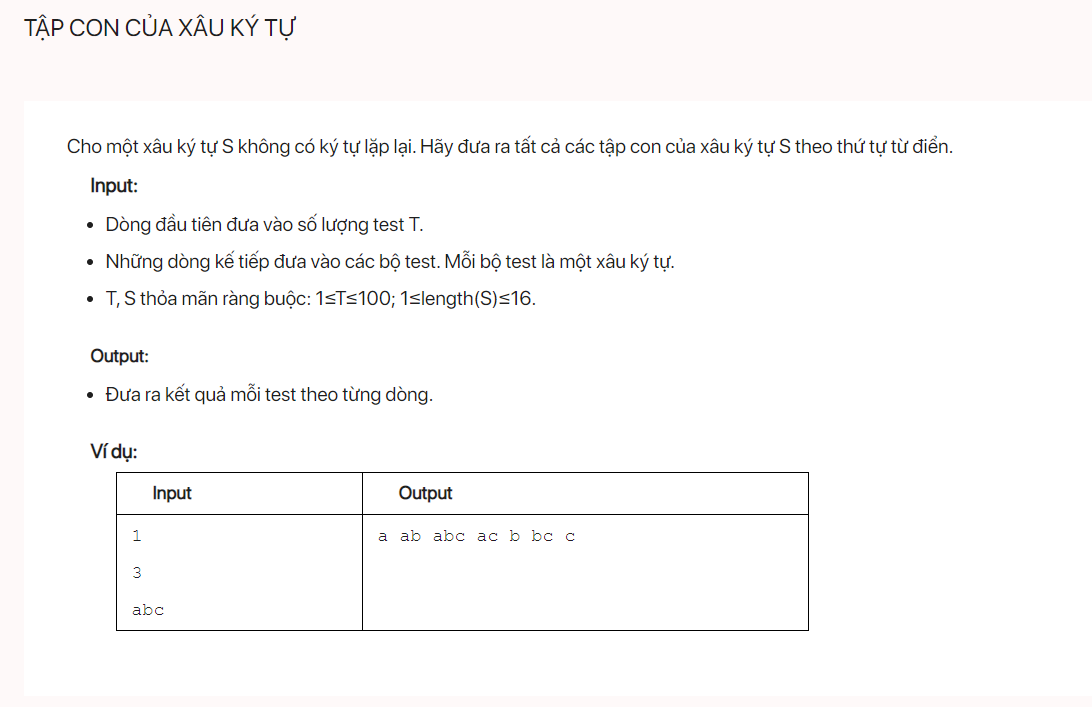 TẬP CON CỦA XÂU KÝ TỰ
Cho một xâu ký tự S không có ký tự lặp lại. Hãy đưa ra tất cả các tập con của xâu ký tự S theo thứ tự từ điển.
Input:
• Dòng đầu tiên đưa vào số lượng test T.
• Những dòng kế tiếp đưa vào các bộ test. Mỗi bộ test là một xâu ký tự.
• T, S thỏa mãn ràng buộc: 1≤T≤100; 1≤length(S)≤16.
Output:
• Đưa ra kết quả mỗi test theo từng dòng.
Ví dụ:
Input Output
1 a ab abc ac b bc c
3
abc